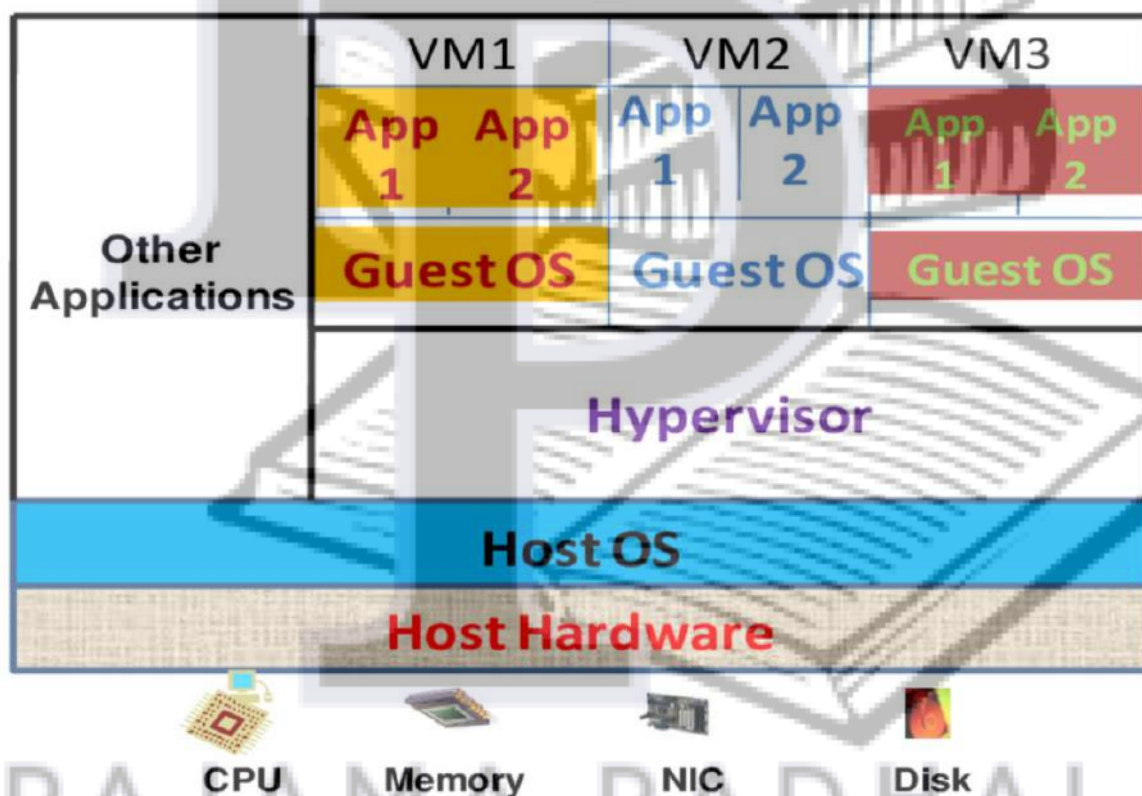 VM1 VM2 VM3
App 1 App 2 App 1 App 2 App 1 App 2
Other Applications
Guest OS Guest OS Guest OS
Hypervisor
Host OS
Host Hardware
CPU Memory NIC Disk